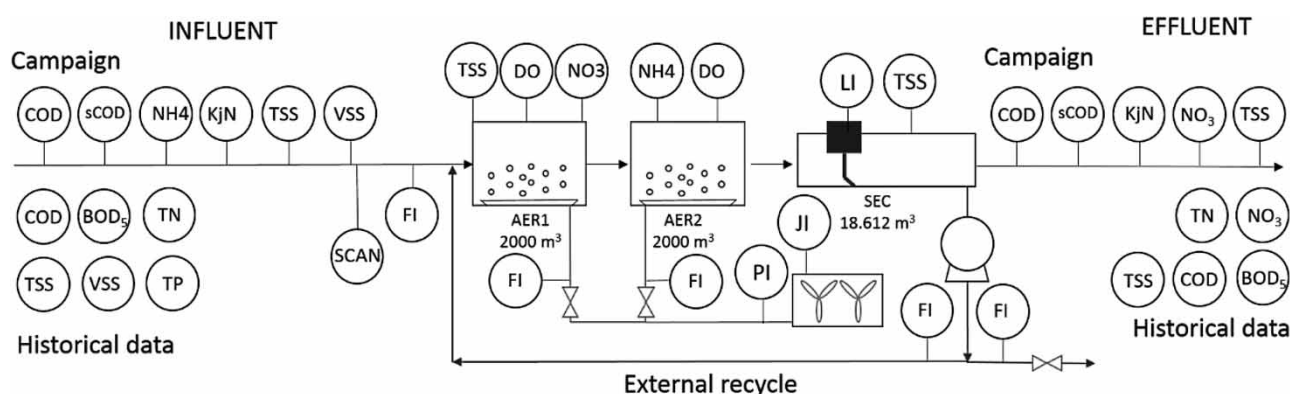 INFLUENT
EFFLUENT
Campaign
Campaign
COD sCOD NH4 KjN TSS VSS
TSS DO NO3
NH4 DO
LI TSS
COD sCOD KjN NO₃ TSS
COD BOD₅ TN
FI
AER1
2000 m³
AER2
2000 m³
SEC
18.612 m³
JI
TN NO₃
SCAN
TSS VSS TP
FI
FI
PI
FI
FI
TSS COD BOD₅
Historical data
Historical data
External recycle